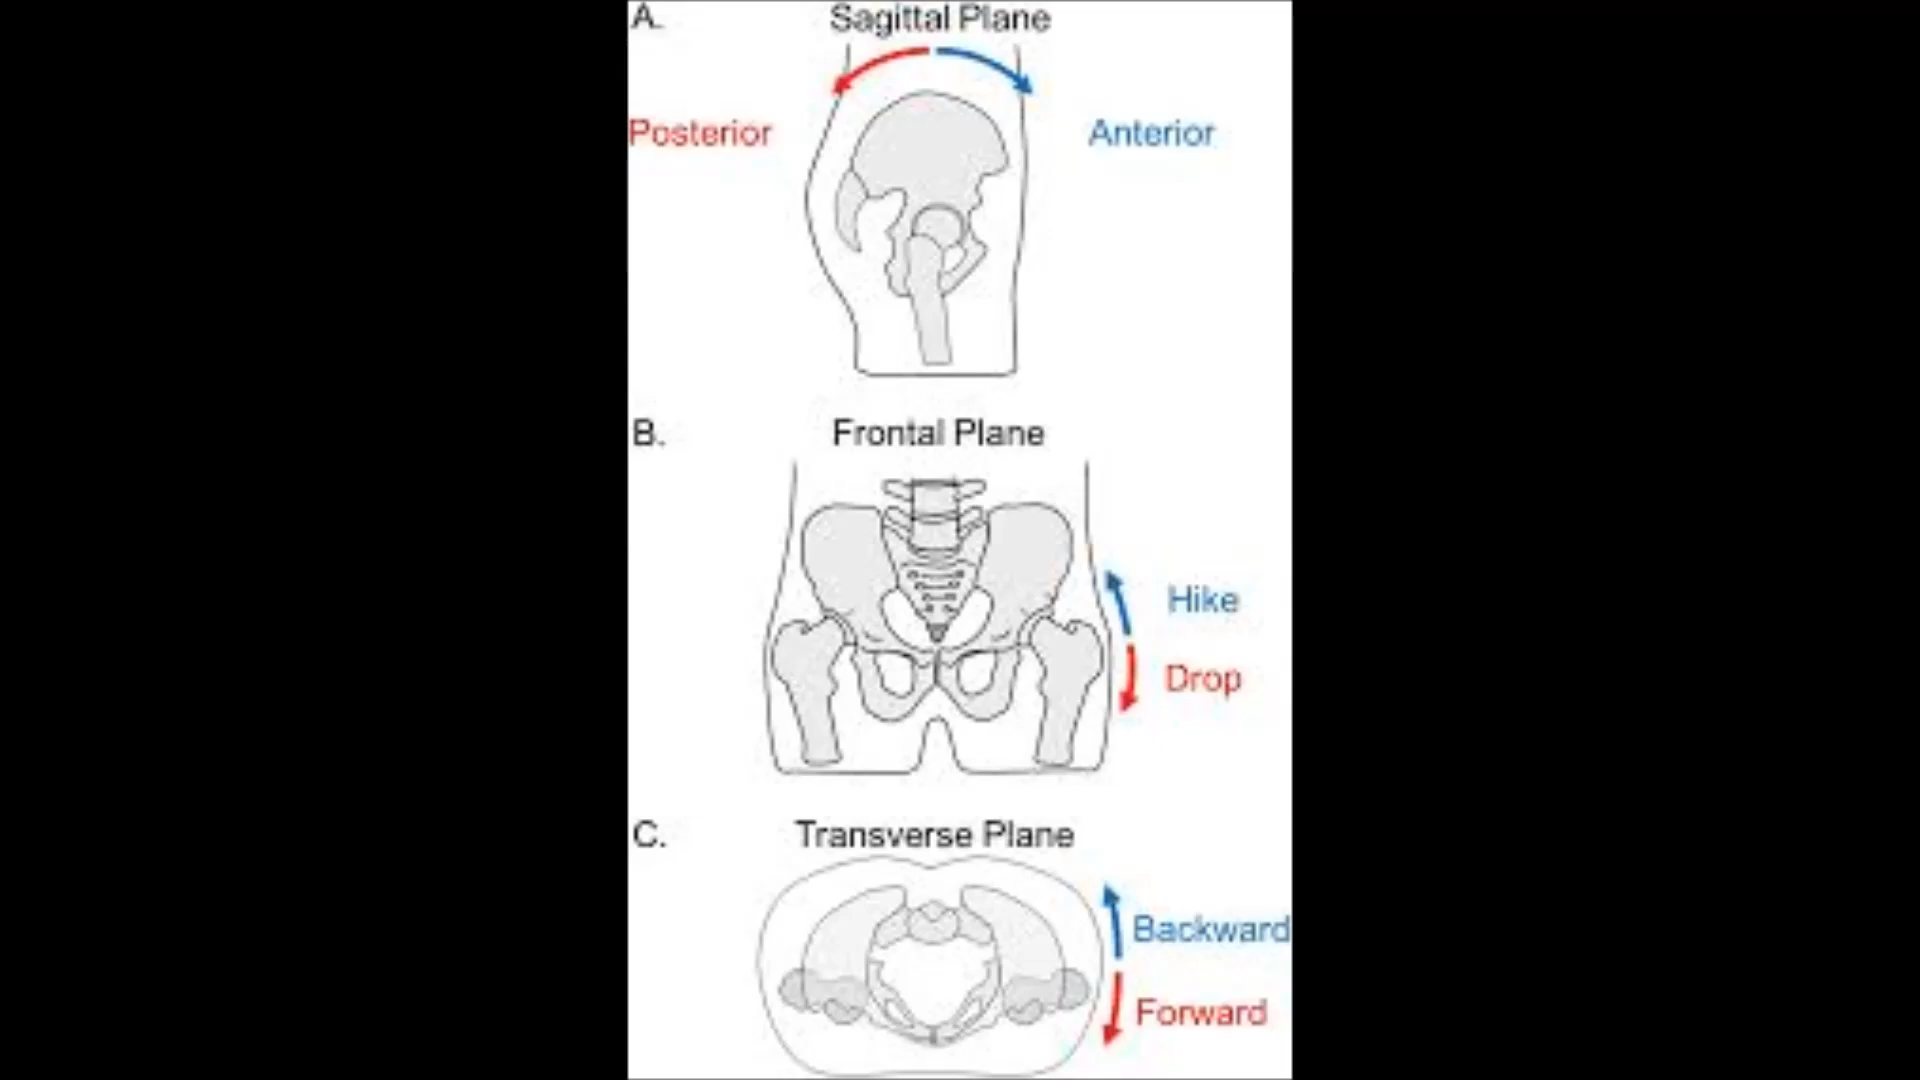 A.
Sagittal Plane
Posterior
Anterior
B.
Frontal Plane
Hike
Drop
C.
Transverse Plane
Backward
Forward